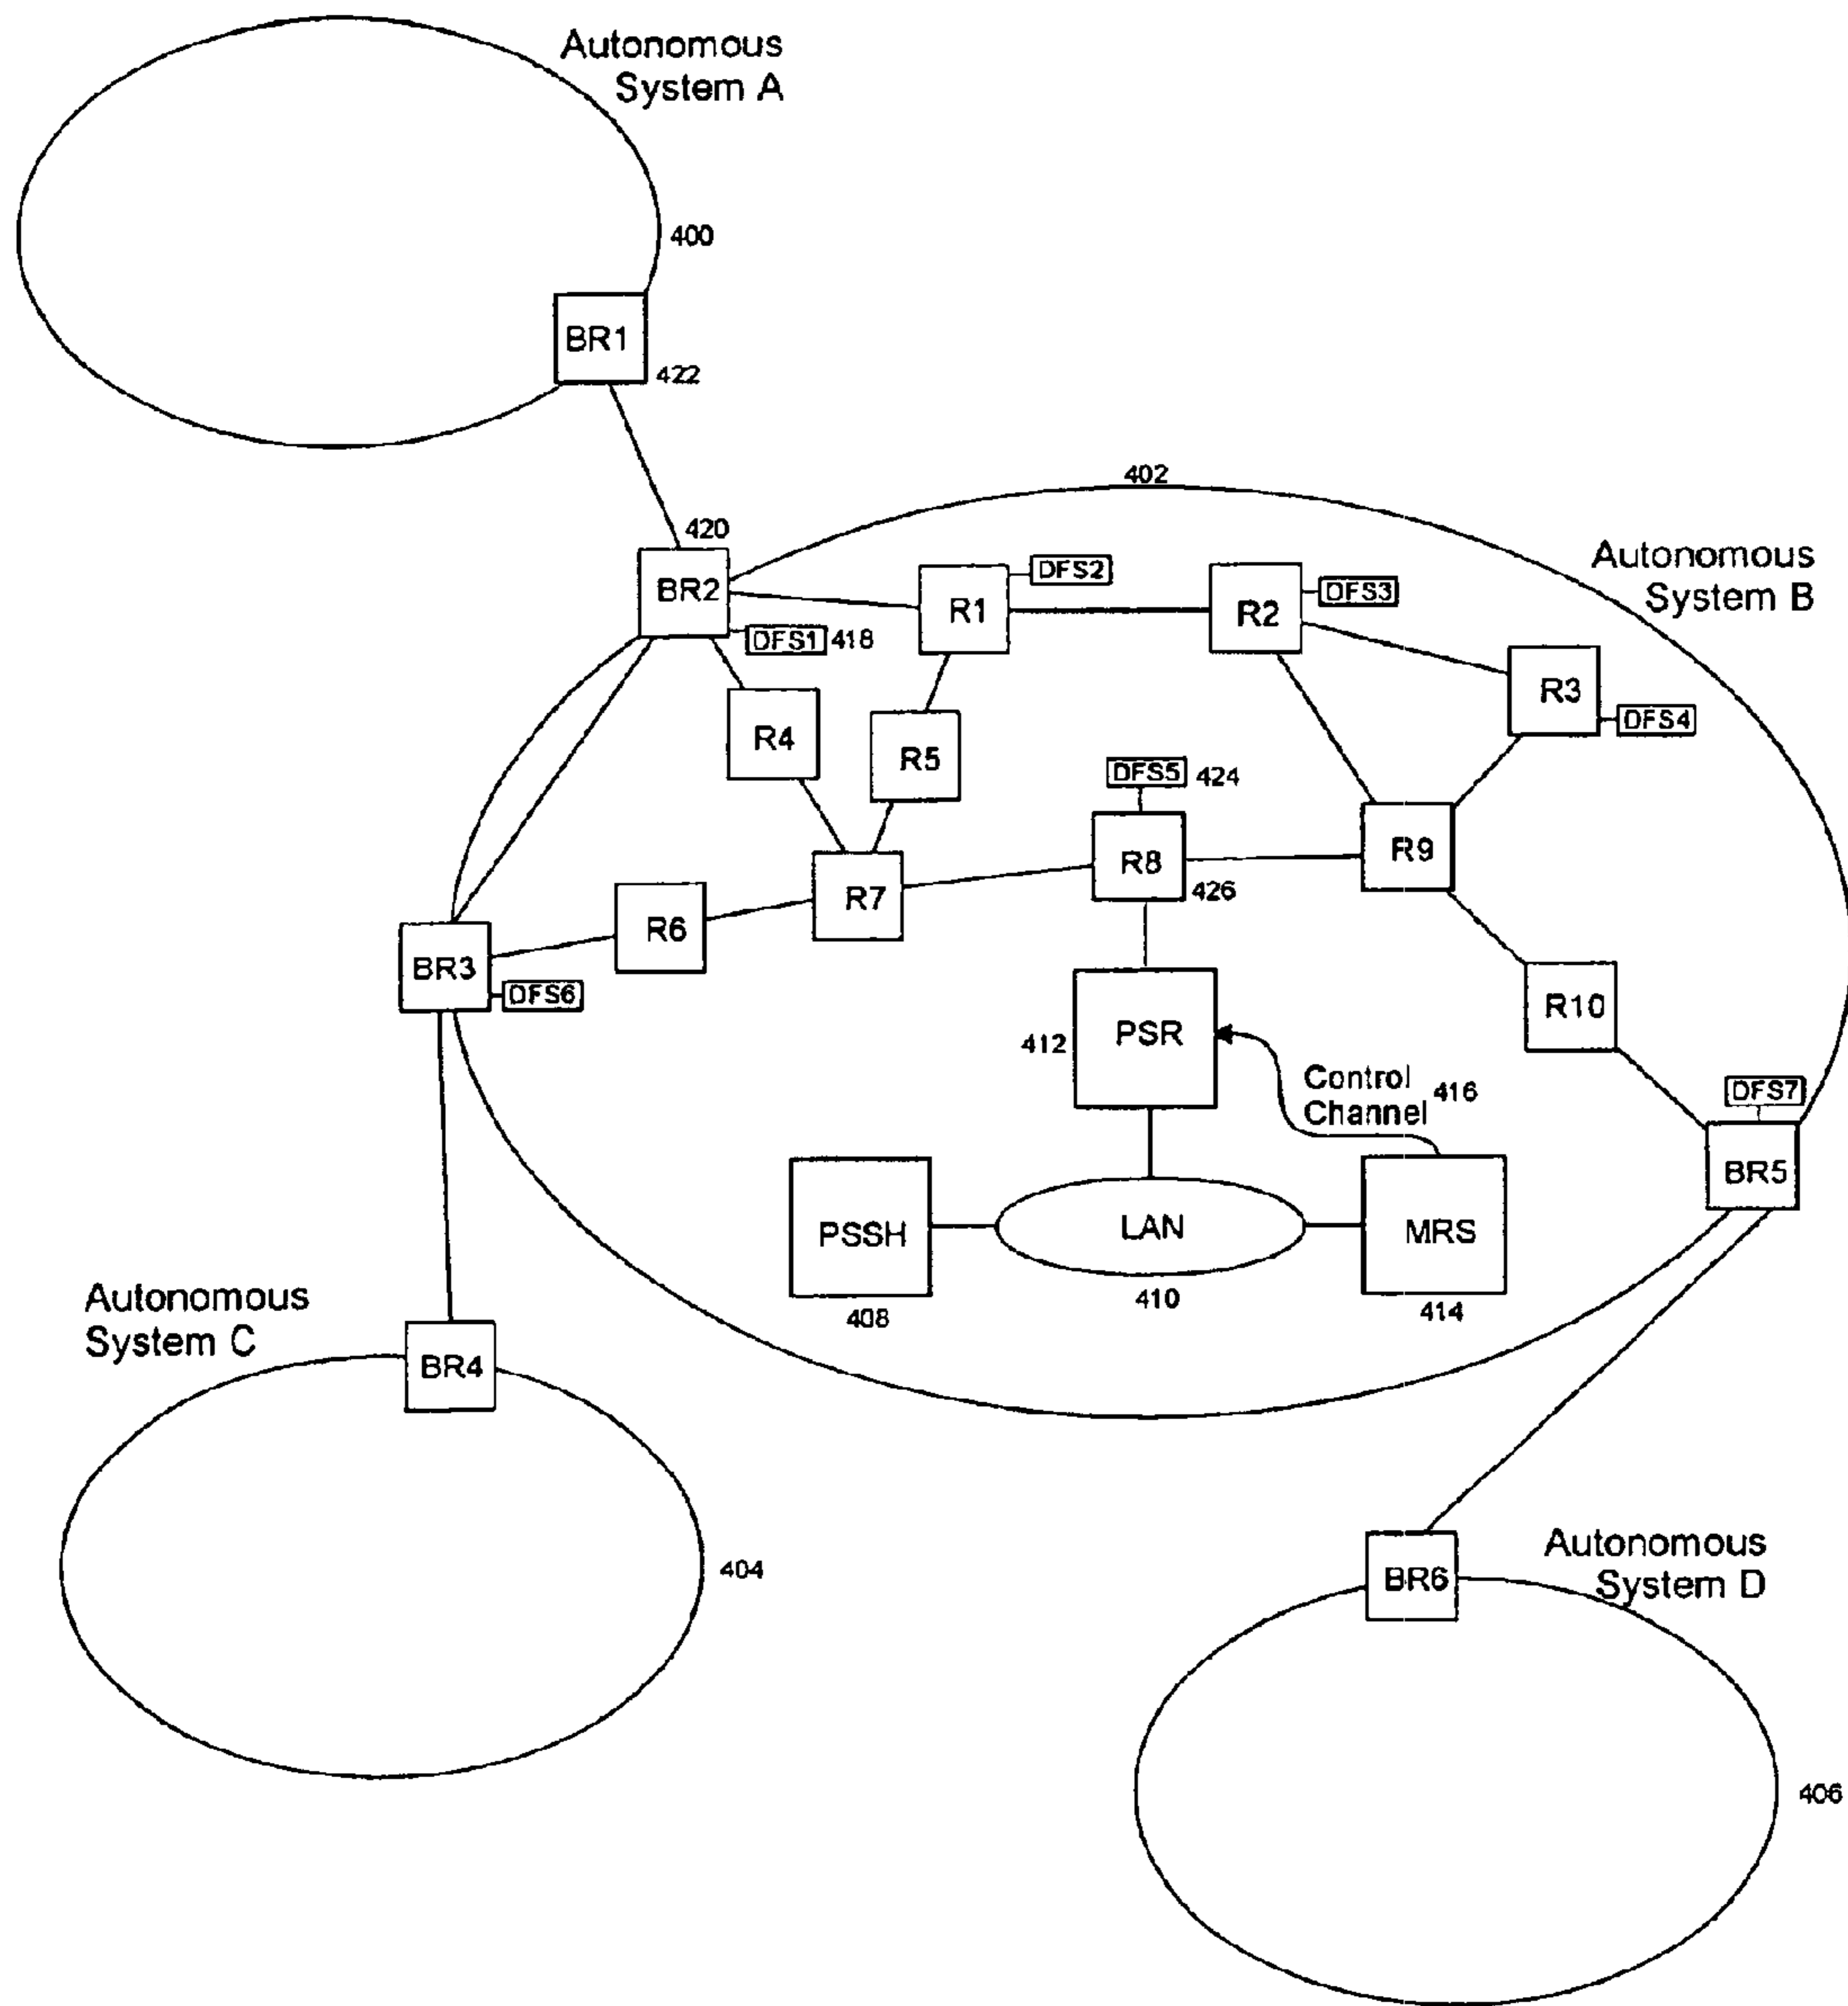 Autonomous
System A
400
BR1
422
402
420
Autonomous
System B
BR2
R1
DFS2
R2
DFS3
DFS1 418
R3
DFS4
R4
R5
DFS5 424
R8
R9
426
R7
R6
BR3
DFS6
R10
PSR
412
Control
Channel
416
DFS7
BR5
PSSH
LAN
MRS
408
410
414
Autonomous
System C
BR4
404
Autonomous
System D
BR6
406